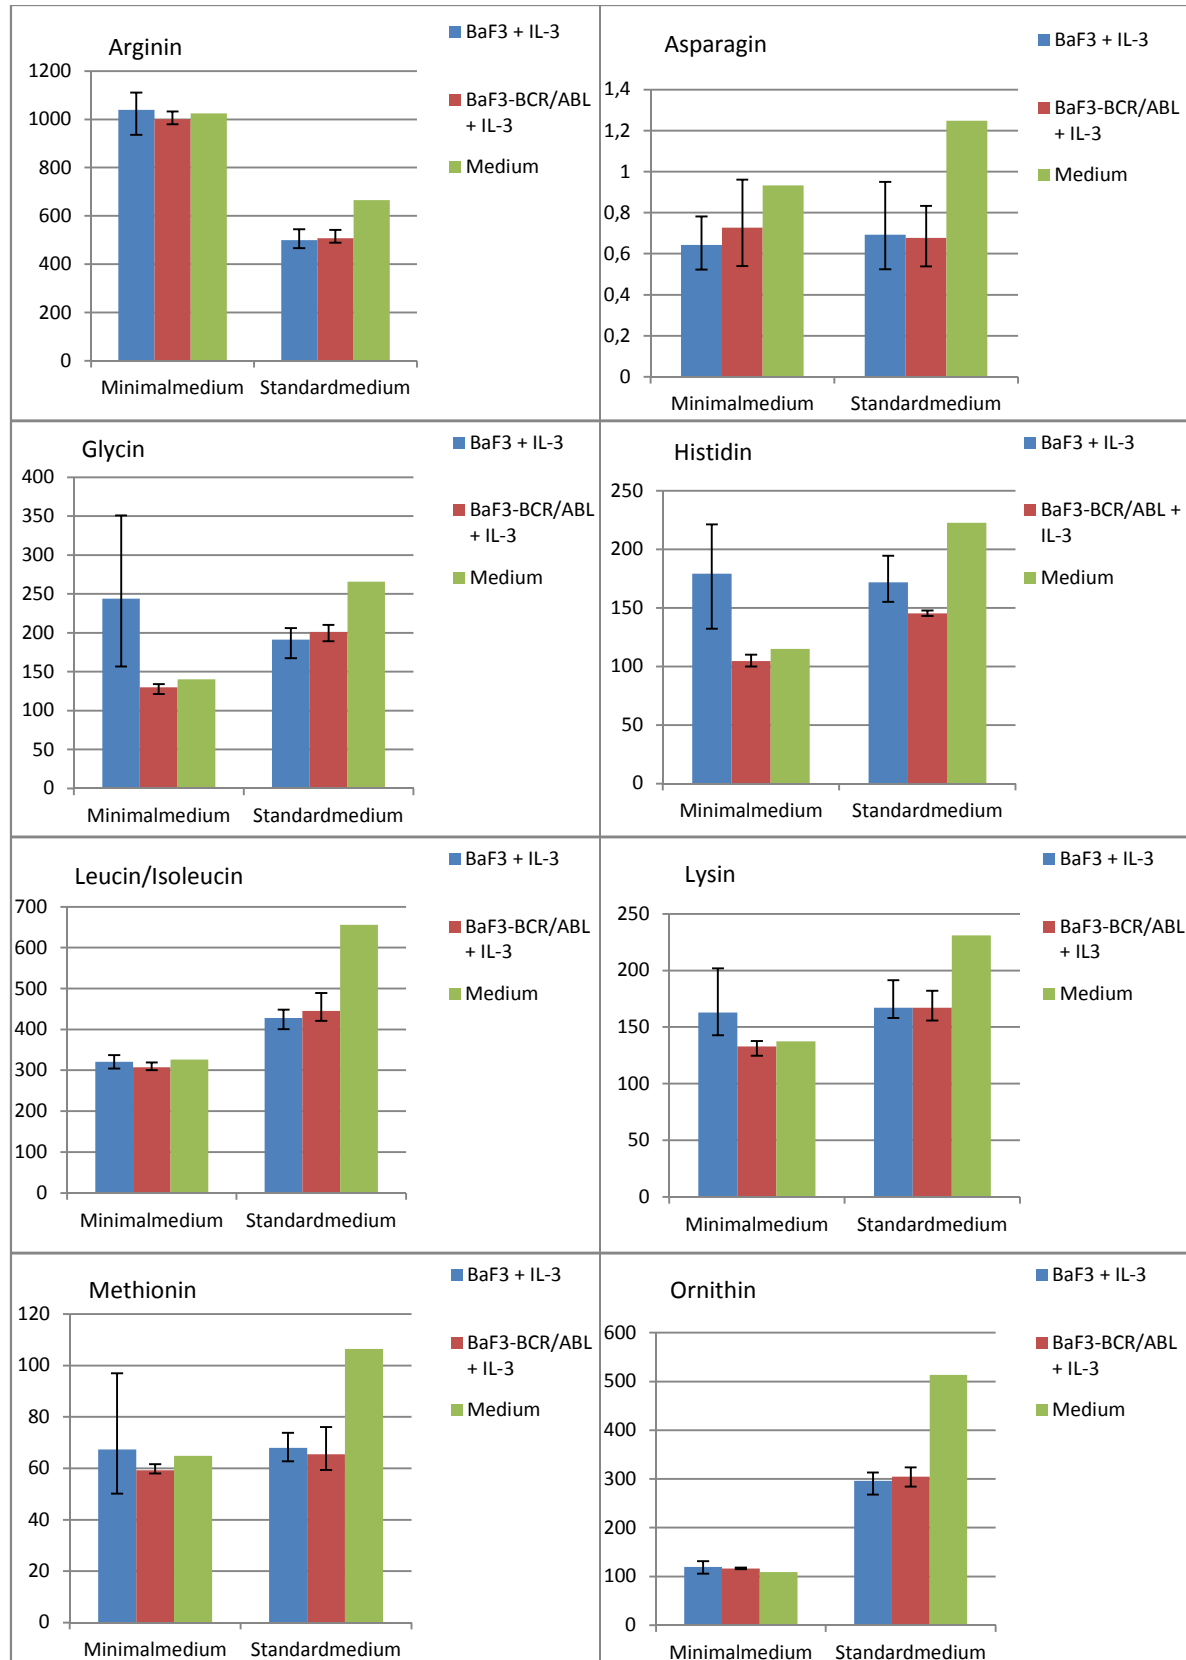 Arginin
1200
1000
800
600
400
200
0
Minimalmedium Standardmedium
BaF3 + IL-3
BaF3-BCR/ABL
+ IL-3
Medium
Asparagin
1,4
1,2
1
0,8
0,6
0,4
0,2
0
Minimalmedium Standardmedium
BaF3 + IL-3
BaF3-BCR/ABL
+ IL-3
Medium
Glycin
400
350
300
250
200
150
100
50
0
Minimalmedium Standardmedium
BaF3 + IL-3
BaF3-BCR/ABL
+ IL-3
Medium
Histidin
250
200
150
100
50
0
Minimalmedium Standardmedium
BaF3 + IL-3
BaF3-BCR/ABL +
IL-3
Medium
Leucin/Isoleucin
700
600
500
400
300
200
100
0
Minimalmedium Standardmedium
BaF3 + IL-3
BaF3-BCR/ABL
+ IL-3
Medium
Lysin
250
200
150
100
50
0
Minimalmedium Standardmedium
BaF3 + IL-3
BaF3-BCR/ABL
+ IL3
Medium
Methionin
120
100
80
60
40
20
0
Minimalmedium Standardmedium
BaF3 + IL-3
BaF3-BCR/ABL
+ IL-3
Medium
Ornithin
600
500
400
300
200
100
0
Minimalmedium Standardmedium
BaF3 + IL-3
BaF3-BCR/ABL
+ IL-3
Medium